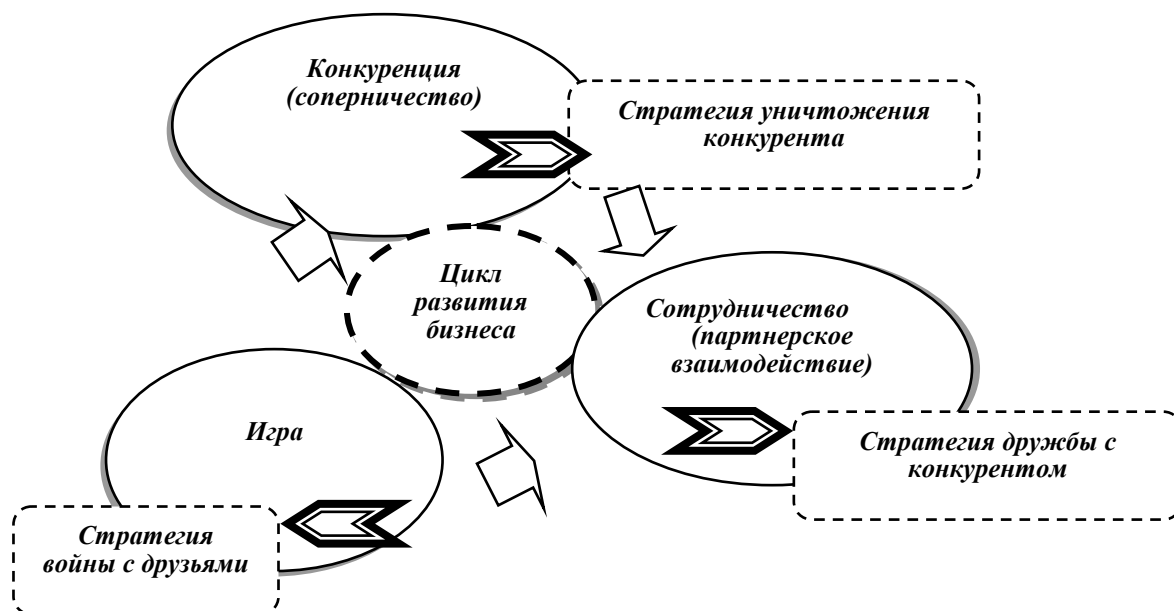 Конкуренция
(соперничество)
Стратегия уничтожения
конкурента
Цикл
развития
бизнеса
Сотрудничество
(партнерское
взаимодействие)
Стратегия дружбы с
конкурентом
Игра
Стратегия
войны с друзьями